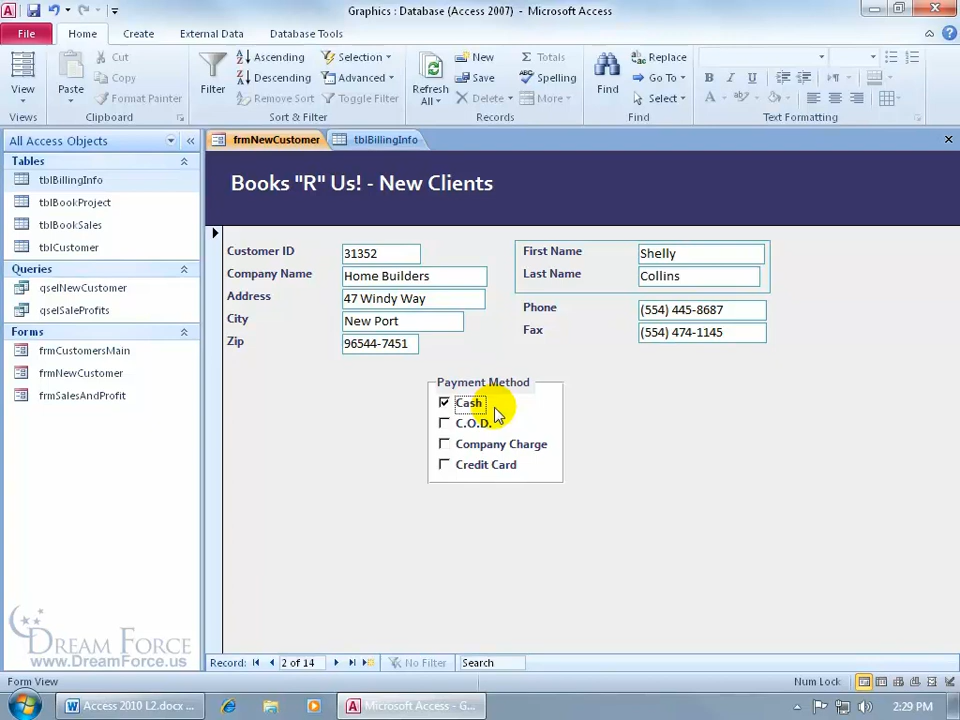 Graphics : Database (Access 2007) - Microsoft Access
File Home Create External Data Database Tools
View
Views
Paste
Cut
Copy
Format Painter
Clipboard
Filter
Ascending
Descending
Remove Sort
Selection
Advanced
Toggle Filter
Sort & Filter
Refresh
All
New
Save
Delete
Totals
Spelling
More
Records
Find
Replace
Go To
Select
Find
B I U
A ab
Text Formatting
All Access Objects
Tables
tblBillingInfo
tblBookProject
tblBookSales
tblCustomer
Queries
qselNewCustomer
qselSaleProfits
Forms
frmCustomersMain
frmNewCustomer
frmSalesAndProfit
frmNewCustomer tblBillingInfo
Books "R" Us! - New Clients
Customer ID 31352
Company Name Home Builders
Address 47 Windy Way
City New Port
Zip 96544-7451
First Name Shelly
Last Name Collins
Phone (554) 445-8687
Fax (554) 474-1145
Payment Method
Cash
C.O.D.
Company Charge
Credit Card
DREAM FORCE
www.DreamForce.us
Record: 2 of 14 No Filter Search
Form View Num Lock
Access 2010 L2.docx ... Microsoft Access - G... 2:29 PM